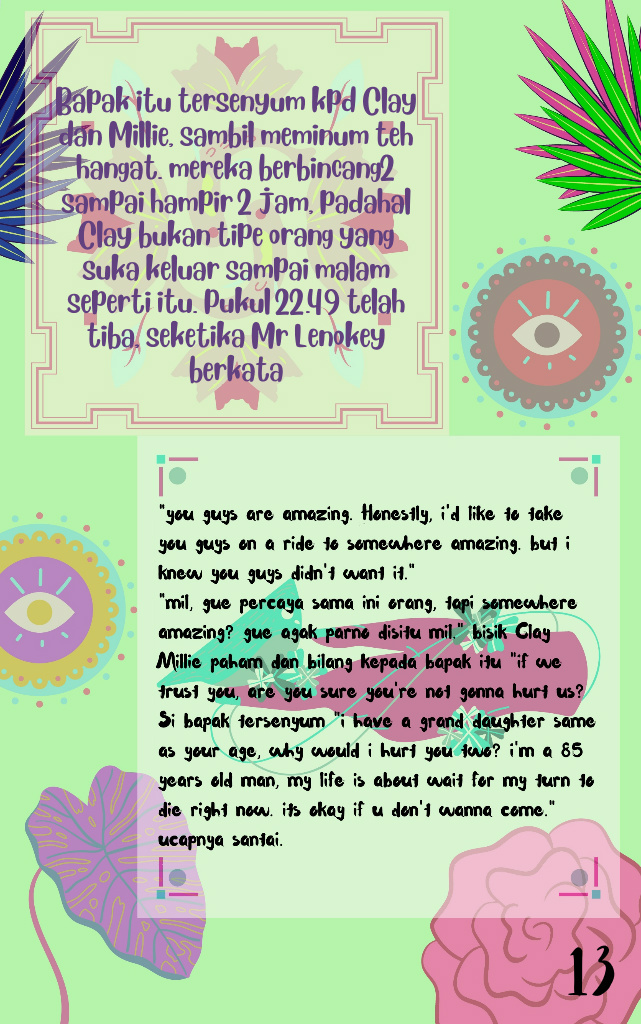 Bapak itu tersenyum kpd Clay
dan Millie, sambil meminum teh
hangat. mereka berbincang2
sampai hampir 2 jam, Padahal
Clay bukan tipe orang yang
suka keluar sampai malam
seperti itu. Pukul 22.49 telah
tiba, seketika Mr Lenokey
berkata
"you guys are amazing. Honestly, i'd like to take
you guys on a ride to somewhere amazing. but i
knew you guys didn't want it."
"mil, gue percaya sama ini orang, tapi somewhere
amazing? gue agak parno disitu mil." bisik Clay
Millie paham dan bilang kepada bapak itu "if we
trust you, are you sure you're not gonna hurt us?
Si bapak tersenyum "i have a grand daughter same
as your age, why would i hurt you two? i'm a 85
years old man, my life is about wait for my turn to
die right now. its okay if u don't wanna come."
ucapnya santai.
13